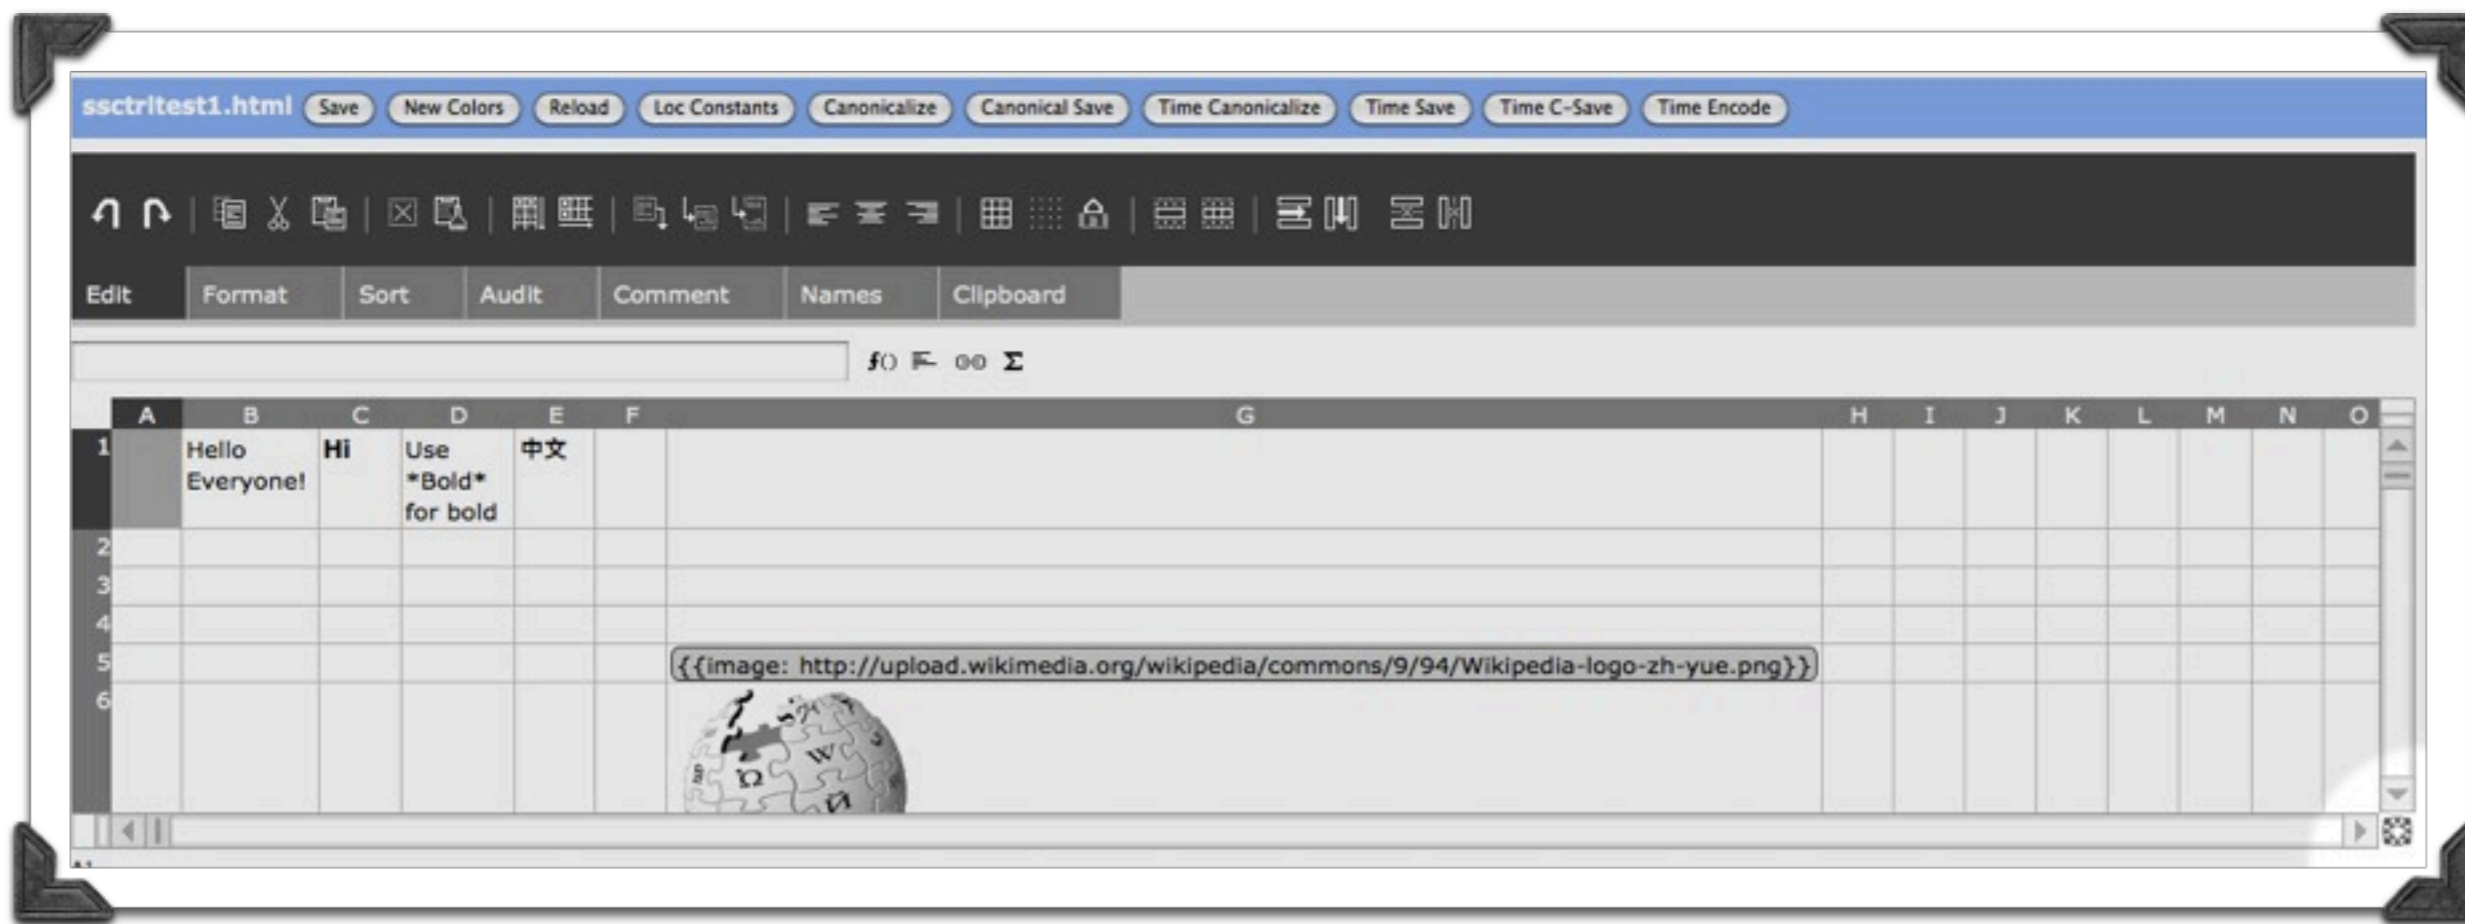 ssctrltest1.html Save New Colors Reload Loc Constants Canonicalize Canonical Save Time Canonicalize Time Save Time C-Save Time Encode
Edit Format Sort Audit Comment Names Clipboard
f() Σ
A B C D E F G H I J K L M N O
1 Hello Hi Use 中文
Everyone! *Bold*
for bold
2
3
4
5 {{image: http://upload.wikimedia.org/wikipedia/commons/9/94/Wikipedia-logo-zh-yue.png}}
6
W
Ω
Й